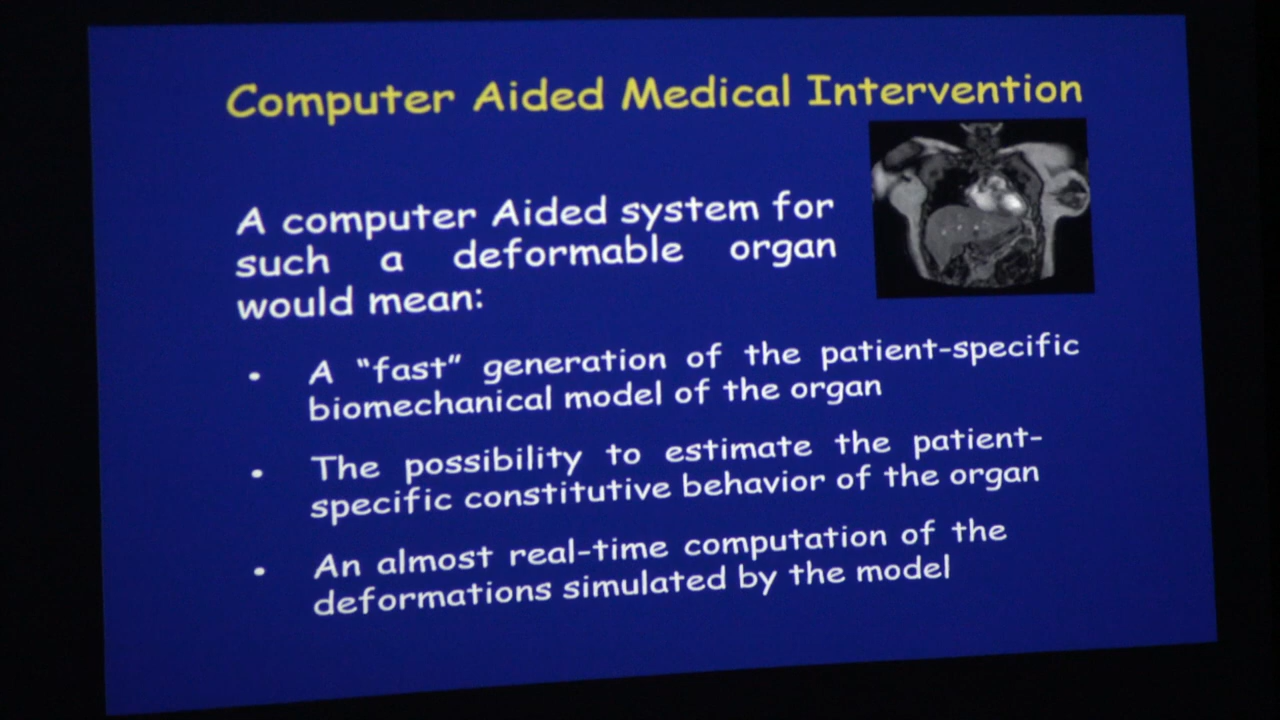 Computer Aided Medical Intervention
A computer Aided system for
such a deformable organ
would mean:
• A “fast” generation of the patient-specific
biomechanical model of the organ
• The possibility to estimate the patient-
specific constitutive behavior of the organ
• An almost real-time computation of the
deformations simulated by the model